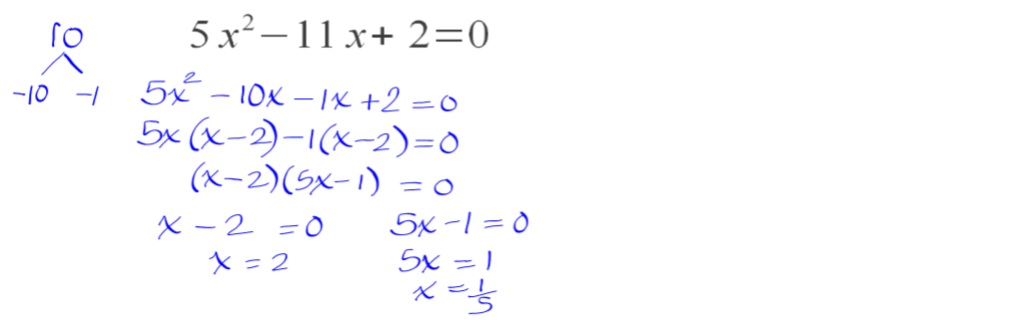 10
-10 -1
5x²-11x+2=0
5x²-10x-1x+2=0
5x(x-2)-1(x-2)=0
(x-2)(5x-1)=0
x-2=0 5x-1=0
x=2 5x=1
x=1/5